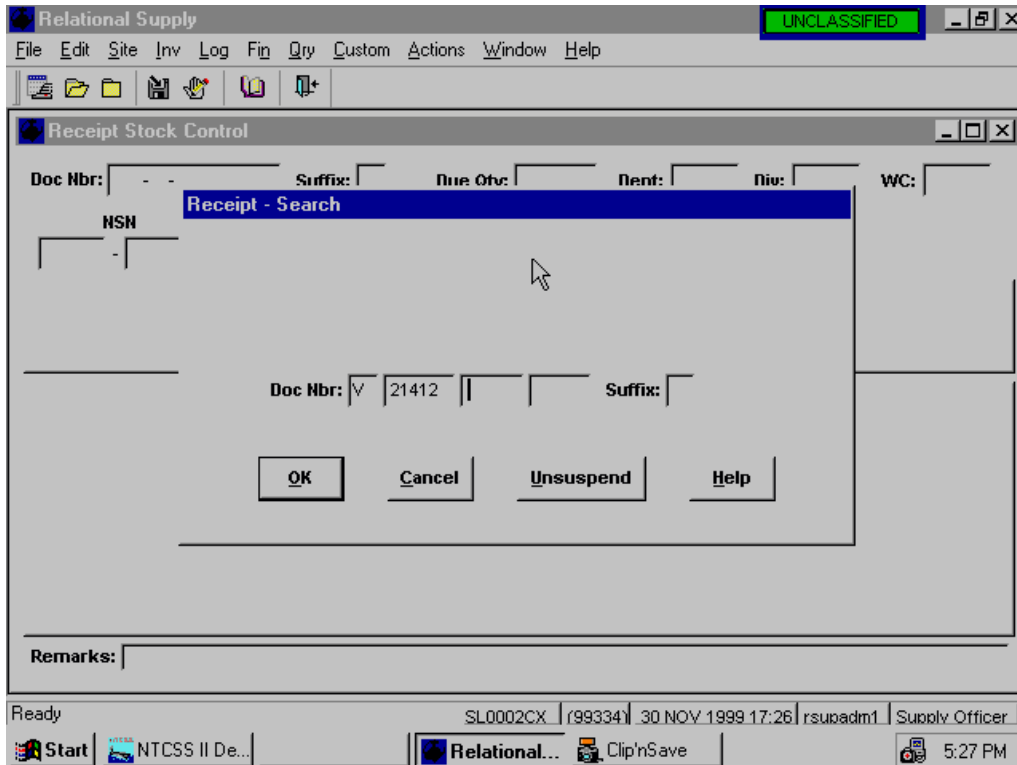 Relational Supply UNCLASSIFIED
File Edit Site Inv Log Fin Qry Custom Actions Window Help
Receipt Stock Control
Doc Nbr: - - Suffix: Due Qty: Dept: Div: WC:
NSN
-
Receipt - Search
Doc Nbr: V 21412 Suffix:
OK Cancel Unsuspend Help
Remarks:
Ready SL0002CX (99334) 30 NOV 1999 17:26 rsupadm1 Supply Officer
Start NTCSS II De... Relational... Clip'nSave 5:27 PM